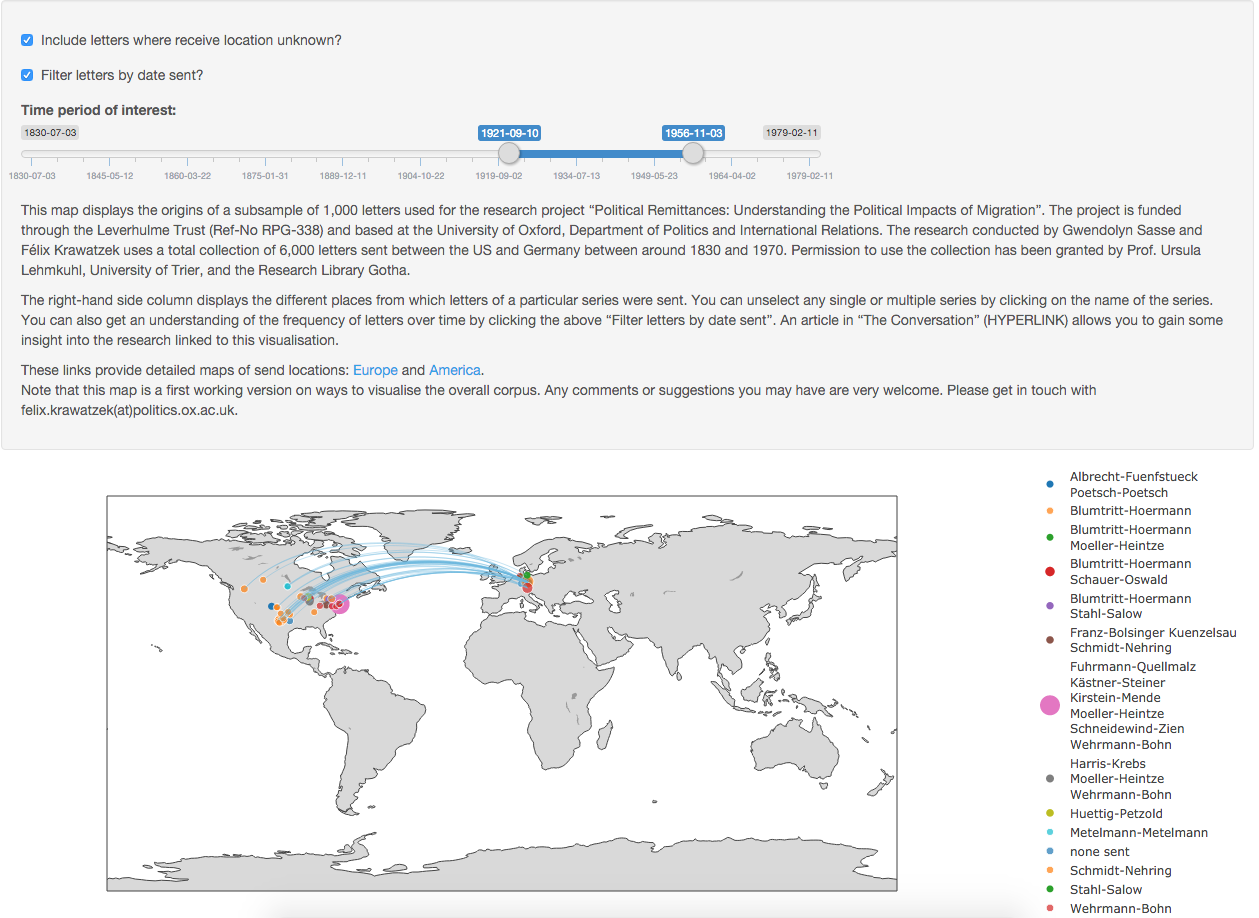 Include letters where receive location unknown?
Filter letters by date sent?
Time period of interest:
1830-07-03 1921-09-10 1956-11-03 1979-02-11
1830-07-03 1845-05-12 1860-03-22 1875-01-31 1889-12-11 1904-10-22 1919-09-02 1934-07-13 1949-05-23 1964-04-02 1979-02-11
This map displays the origins of a subsample of 1,000 letters used for the research project “Political Remittances: Understanding the Political Impacts of Migration”. The project is funded
through the Leverhulme Trust (Ref-No RPG-338) and based at the University of Oxford, Department of Politics and International Relations. The research conducted by Gwendolyn Sasse and
Félix Krawatzek uses a total collection of 6,000 letters sent between the US and Germany between around 1830 and 1970. Permission to use the collection has been granted by Prof. Ursula
Lehmkuhl, University of Trier, and the Research Library Gotha.
The right-hand side column displays the different places from which letters of a particular series were sent. You can unselect any single or multiple series by clicking on the name of the series.
You can also get an understanding of the frequency of letters over time by clicking the above “Filter letters by date sent”. An article in “The Conversation” (HYPERLINK) allows you to gain some
insight into the research linked to this visualisation.
These links provide detailed maps of send locations: Europe and America.
Note that this map is a first working version on ways to visualise the overall corpus. Any comments or suggestions you may have are very welcome. Please get in touch with
felix.krawatzek(at)politics.ox.ac.uk.
Albrecht-Fuenfstueck
Poetsch-Poetsch
Blumtritt-Hoermann
Blumtritt-Hoermann
Moeller-Heintze
Blumtritt-Hoermann
Schauer-Oswald
Blumtritt-Hoermann
Stahl-Salow
Franz-Bolsinger Kuenzelsau
Schmidt-Nehring
Fuhrmann-Quellmalz
Kästner-Steiner
Kirstein-Mende
Moeller-Heintze
Schneidewind-Zien
Wehrmann-Bohn
Harris-Krebs
Moeller-Heintze
Wehrmann-Bohn
Huettig-Petzold
Metelmann-Metelmann
none sent
Schmidt-Nehring
Stahl-Salow
Wehrmann-Bohn